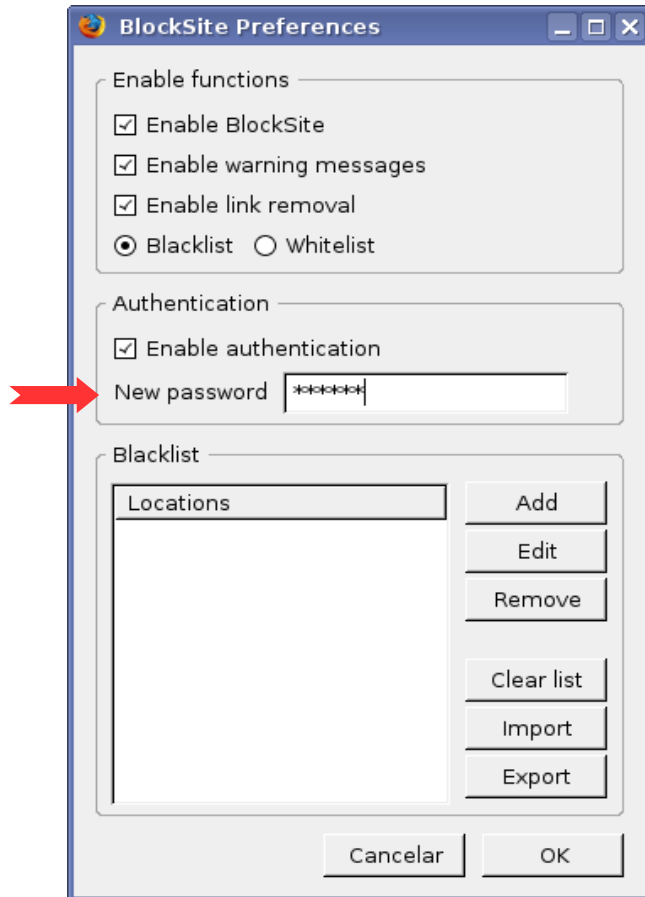 BlockSite Preferences
Enable functions
Enable BlockSite
Enable warning messages
Enable link removal
Blacklist Whitelist
Authentication
Enable authentication
New password *******
Blacklist
Locations
Add
Edit
Remove
Clear list
Import
Export
Cancelar OK